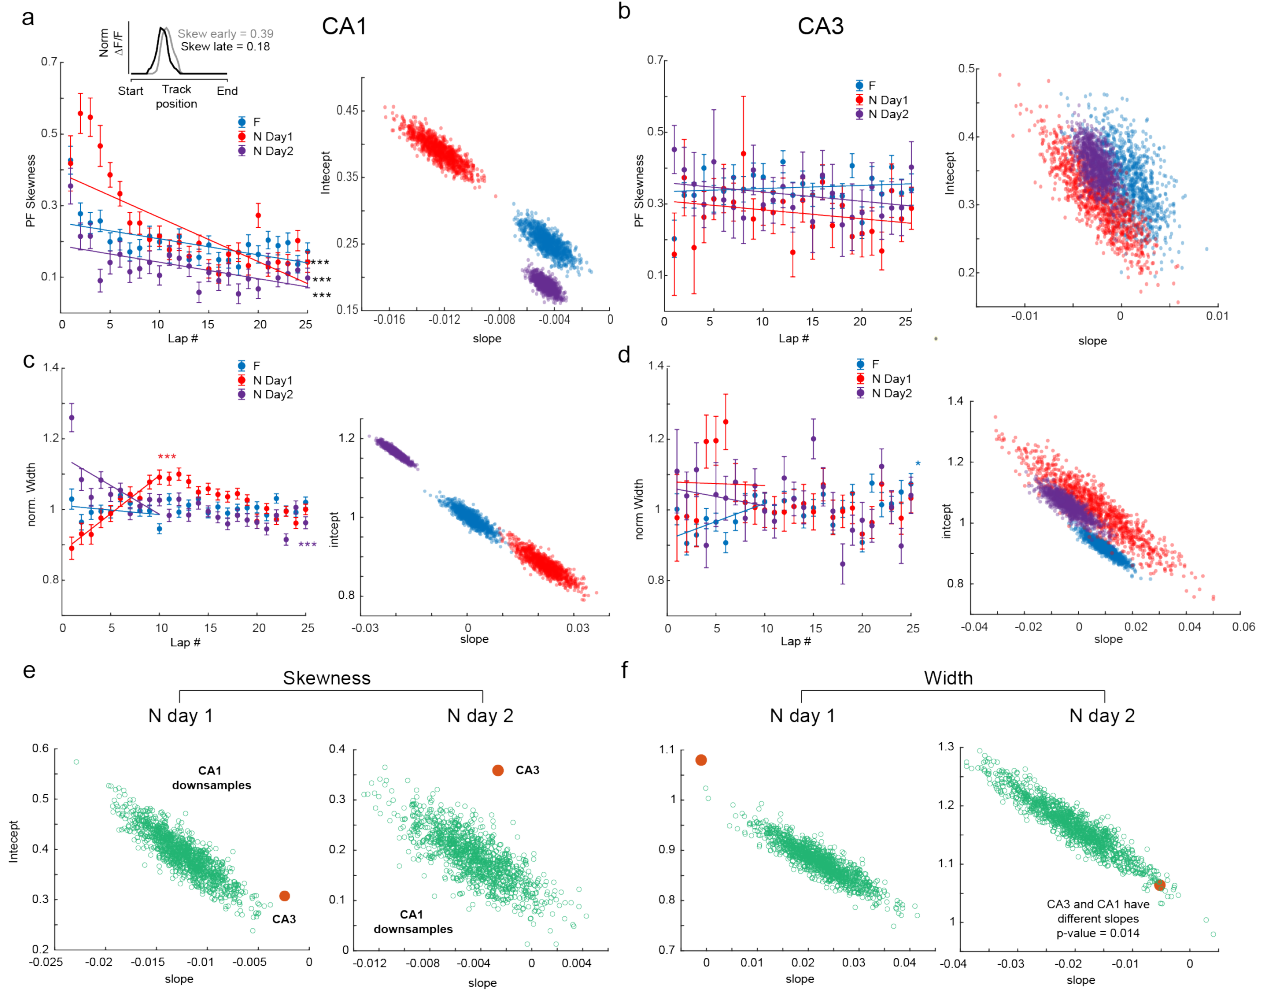 a
CA1
b
CA3
Norm
ΔF/F
Skew early = 0.39
Skew late = 0.18
Start
Track
position
End
0.7
0.5
0.3
0.1
PF Skewness
F
N Day1
N Day2
***
***
***
0
5
10
15
20
25
Lap #
0.45
0.35
0.25
0.15
Intecept
-0.016
-0.012
-0.008
-0.004
0
slope
0.7
0.5
0.3
0.1
PF Skewness
F
N Day1
N Day2
0
5
10
15
20
25
Lap #
0.5
0.4
0.3
0.2
Intercept
-0.01
0
0.01
slope
c
1.4
1.2
1
0.8
norm. Width
F
N Day1
N Day2
***
***
0
5
10
15
20
25
Lap #
1.2
1
0.8
intcept
-0.03
0
0.03
slope
d
1.4
1.2
1
0.8
norm Width
F
N Day1
N Day2
*
0
5
10
15
20
25
Lap #
1.4
1.2
1
0.8
intercept
-0.04
-0.02
0
0.02
0.04
0.06
slope
e
Skewness
N day 1
N day 2
0.6
0.5
0.4
0.3
0.2
Intecept
CA1
downsamples
CA3
-0.025
-0.02
-0.015
-0.01
-0.005
0
slope
0.4
0.3
0.2
0.1
0
CA3
CA1
downsamples
-0.012
-0.008
-0.004
0
0.004
slope
f
Width
N day 1
N day 2
1.1
1
0.9
0.8
0.7
0
0.01
0.02
0.03
0.04
slope
1.3
1.2
1.1
1
CA3 and CA1 have
different slopes
p-value = 0.014
-0.04
-0.03
-0.02
-0.01
0
slope